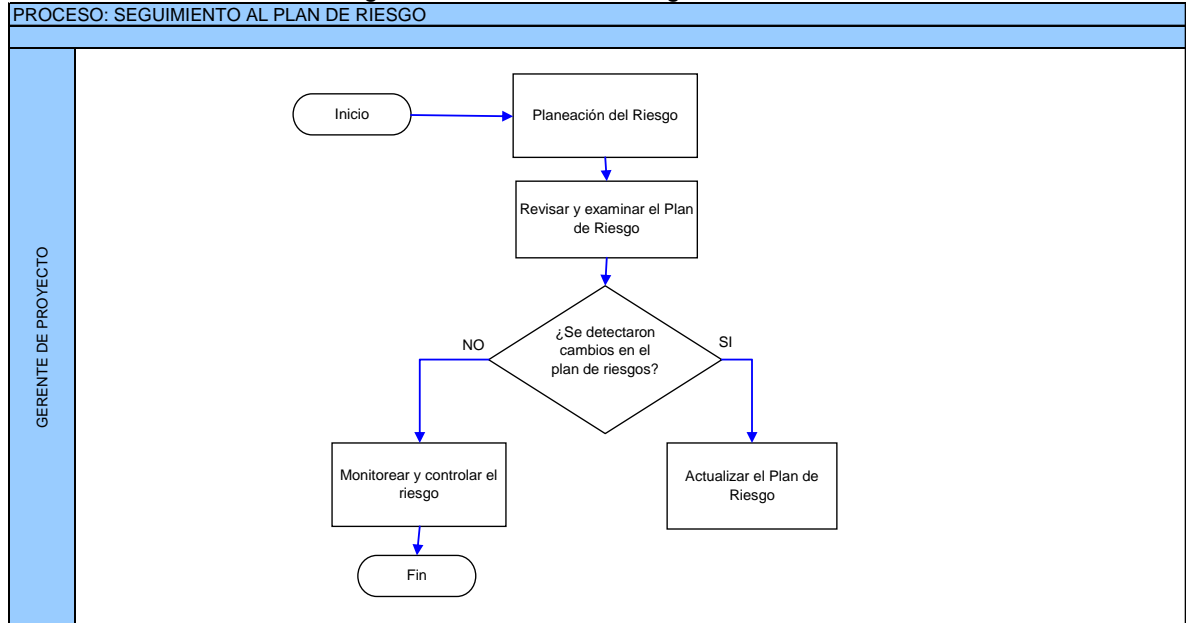 PROCESO: SEGUIMIENTO AL PLAN DE RIESGO
GERENTE DE PROYECTO
Inicio
Planeación del Riesgo
Revisar y examinar el Plan
de Riesgo
¿Se detectaron
cambios en el
plan de riesgos?
NO
SI
Monitorear y controlar el
riesgo
Actualizar el Plan de
Riesgo
Fin